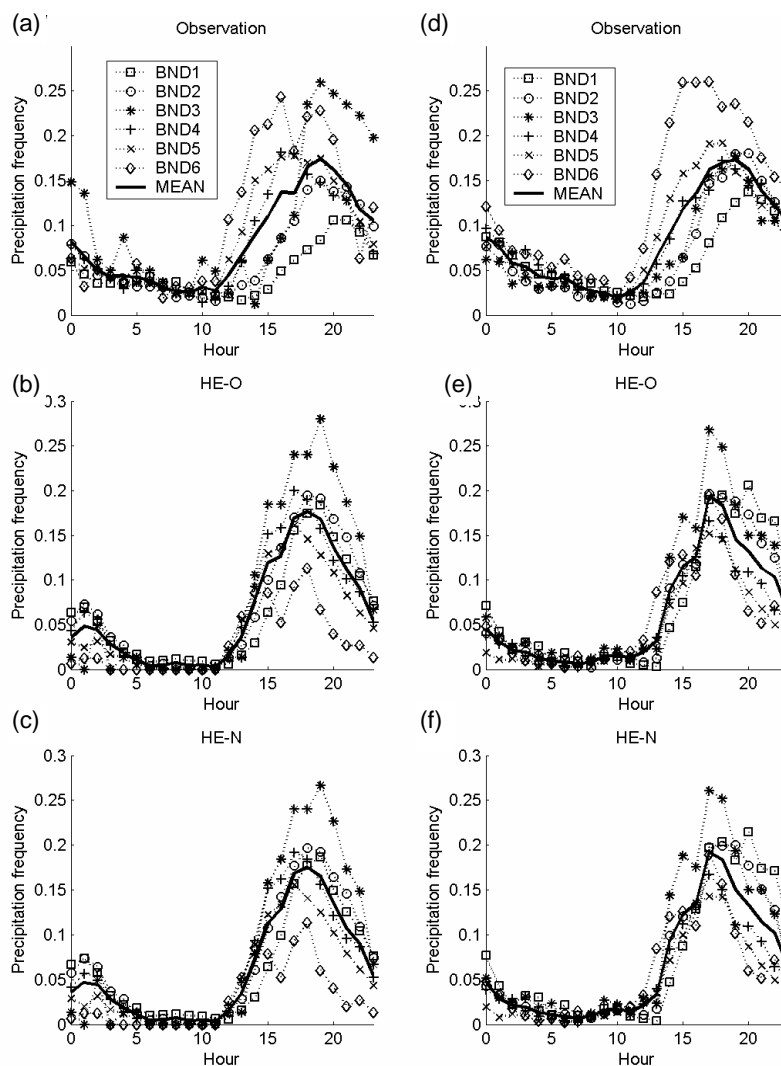 (a)
Observation
Precipitation frequency
0.25
0.2
0.15
0.1
0.05
0
BND1
BND2
BND3
BND4
BND5
BND6
MEAN
0 5 10 15 20
Hour
(d)
Observation
Precipitation frequency
0.25
0.2
0.15
0.1
0.05
0
BND1
BND2
BND3
BND4
BND5
BND6
MEAN
0 5 10 15 20
Hour
(b)
HE-O
Precipitation frequency
0.3
0.25
0.2
0.15
0.1
0.05
0
0 5 10 15 20
Hour
(e)
HE-O
Precipitation frequency
0.3
0.25
0.2
0.15
0.1
0.05
0
0 5 10 15 20
Hour
(c)
HE-N
Precipitation frequency
0.3
0.25
0.2
0.15
0.1
0.05
0
0 5 10 15 20
Hour
(f)
HE-N
Precipitation frequency
0.3
0.25
0.2
0.15
0.1
0.05
0
0 5 10 15 20
Hour